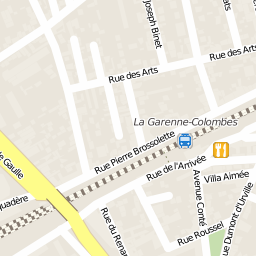 Joseph Binet
Rue des Arts
Rue des Arts
La Garenne-Colombes
Rue Pierre Brossolette
Rue de l'Arrivée
Villa Aimée
Avenue Conté
Rue Dumont d'Urville
de Gaulle
Rue du Rena
Rue Roussel